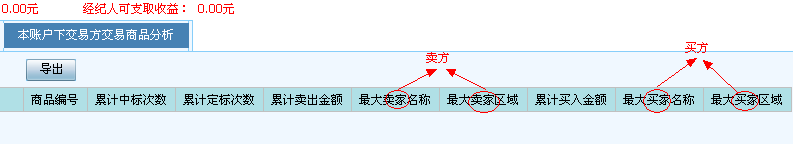 0.00元 经纪人可支取收益： 0.00元
本账户下交易方交易商品分析
卖方 买方
导出
商品编号 累计中标次数 累计定标次数 累计卖出金额 最大卖家名称 最大卖家区域 累计买入金额 最大买家名称 最大买家区域